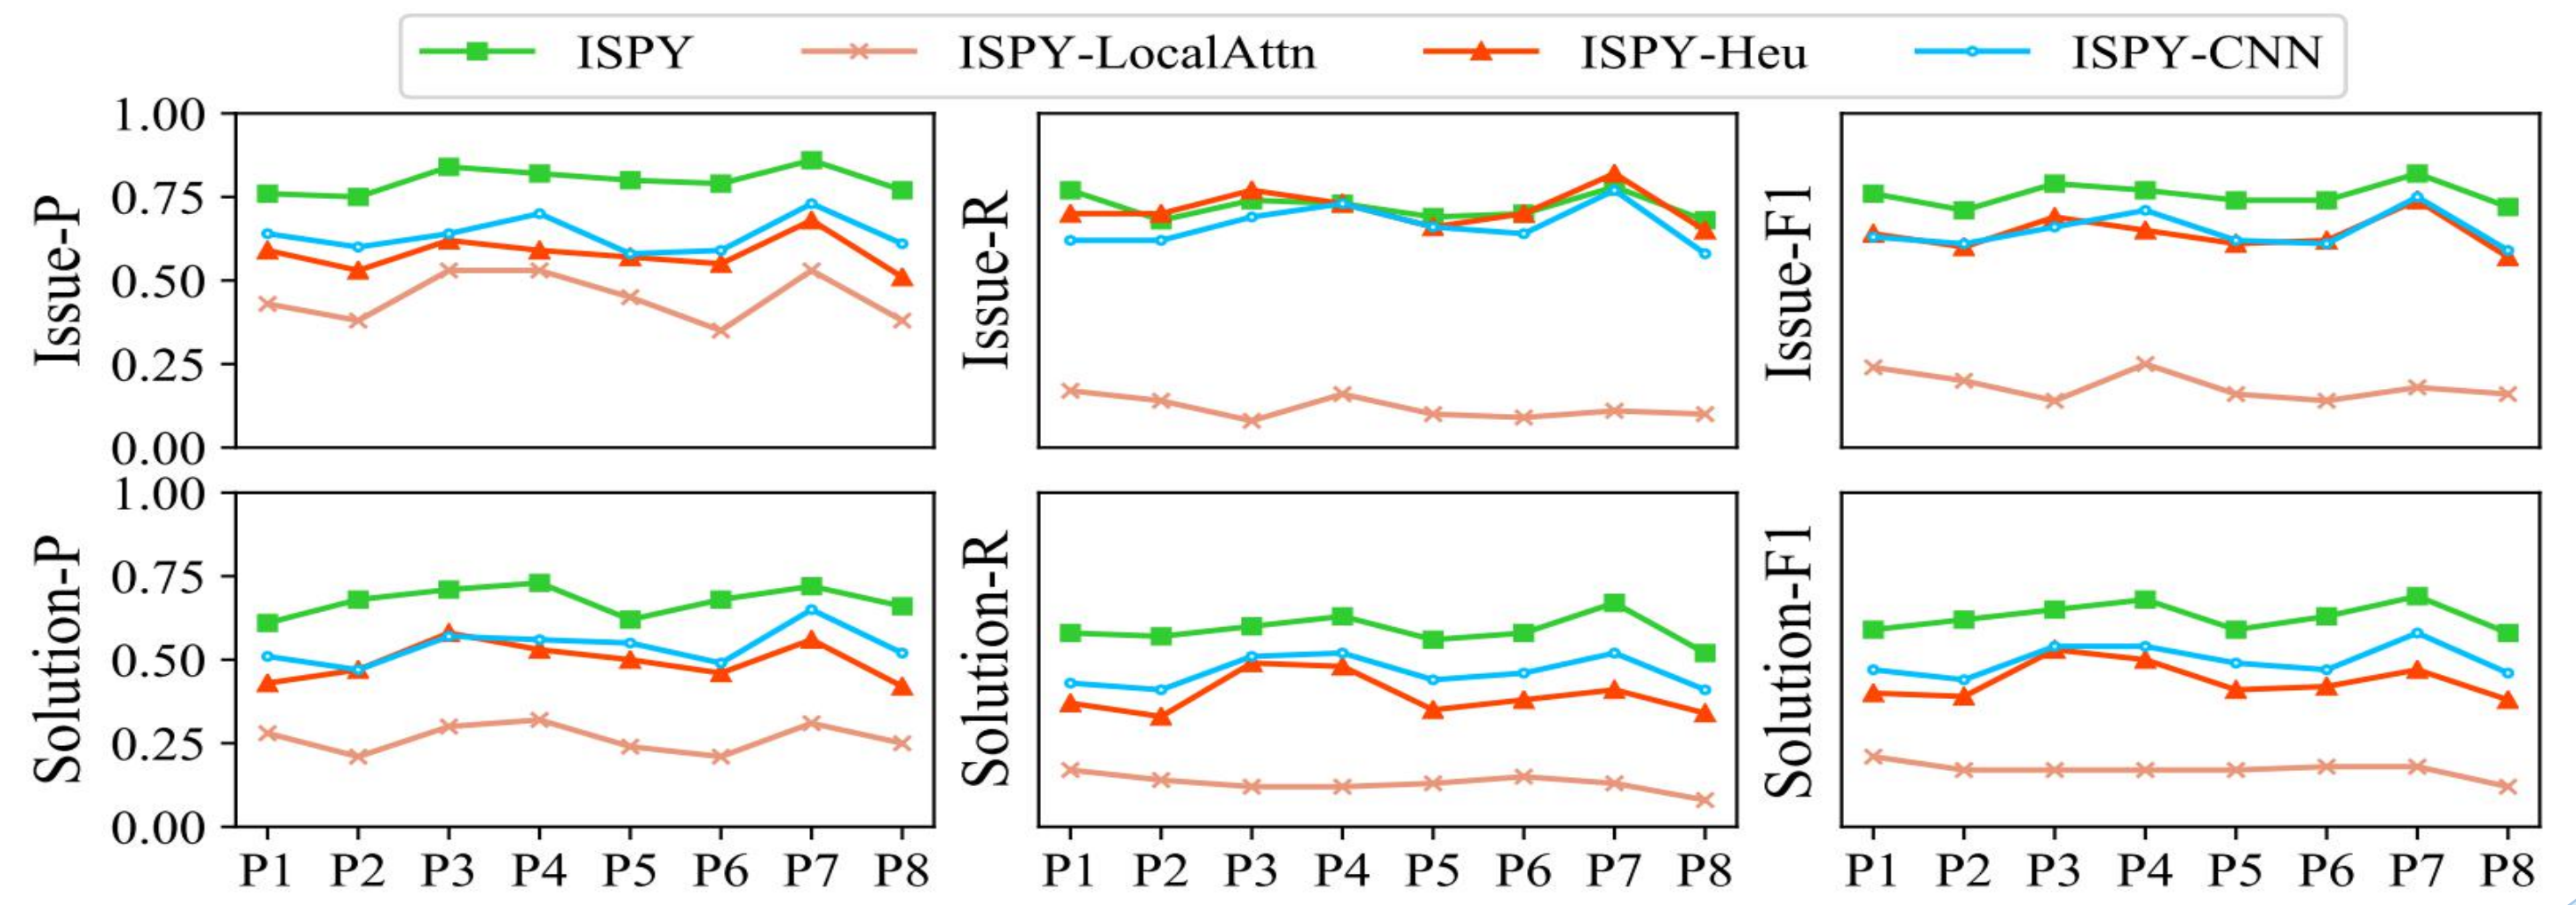 ISPY ISPY-LocalAttn ISPY-Heu ISPY-CNN
Issue-P
1.00
0.75
0.50
0.25
0.00
Issue-R
Issue-F1
Solution-P
1.00
0.75
0.50
0.25
0.00
Solution-R
Solution-F1
P1 P2 P3 P4 P5 P6 P7 P8
P1 P2 P3 P4 P5 P6 P7 P8
P1 P2 P3 P4 P5 P6 P7 P8